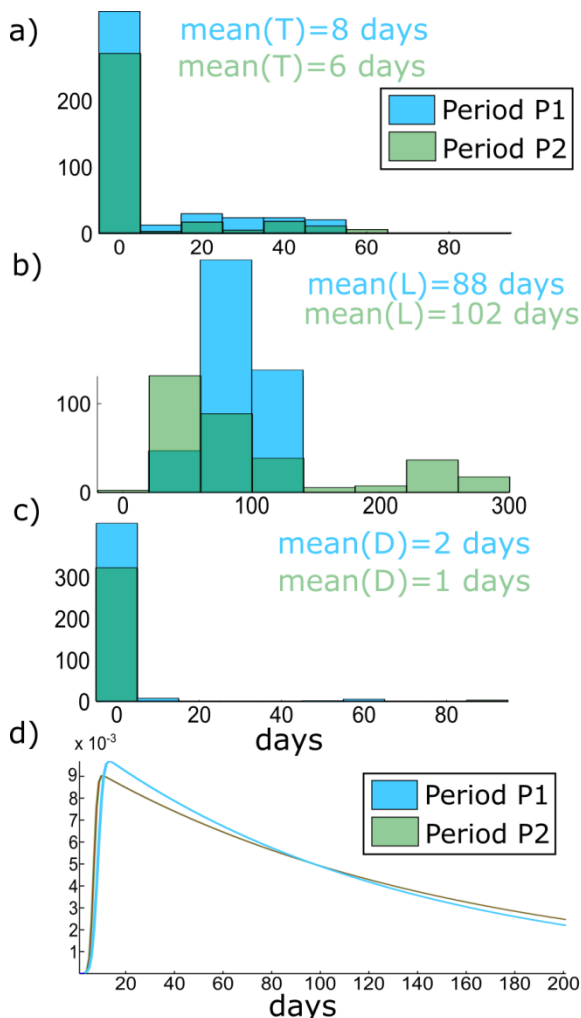 a)
mean(T)=8 days
mean(T)=6 days
Period P1
Period P2
200
100
0
0 20 40 60 80
b)
mean(L)=88 days
mean(L)=102 days
100
0
0 100 200 300
c)
mean(D)=2 days
mean(D)=1 days
300
200
100
0
0 20 40 60 80
days
d)
x 10⁻³
Period P1
Period P2
9
8
7
6
5
4
3
2
1
20 40 60 80 100 120 140 160 180 200
days